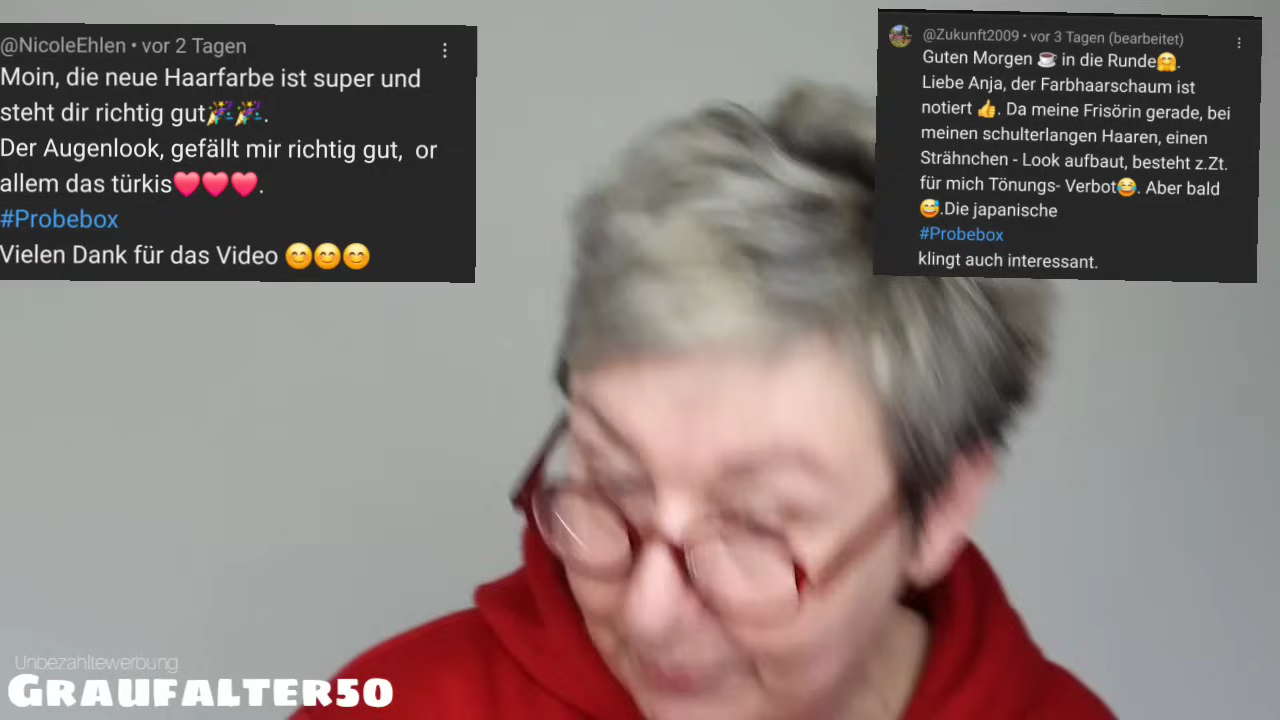 @NicoleEhlen • vor 2 Tagen
Moin, die neue Haarfarbe ist super und
steht dir richtig gut🎉🎉.
Der Augenlook, gefällt mir richtig gut, or
allem das türkis❤️❤️❤️.
#Probebox
Vielen Dank für das Video 😊😊😊
@Zukunft2009 • vor 3 Tagen (bearbeitet)
Guten Morgen ☕ in die Runde🤗.
Liebe Anja, der Farbhaarschaum ist
notiert 👍. Da meine Frisörin gerade, bei
meinen schulterlangen Haaren, einen
Strähnchen - Look aufbaut, besteht z.Zt.
für mich Tönungs- Verbot😂. Aber bald
😅.Die japanische
#Probebox
klingt auch interessant.
Unbezahltewerbung
GRAUFALTER50